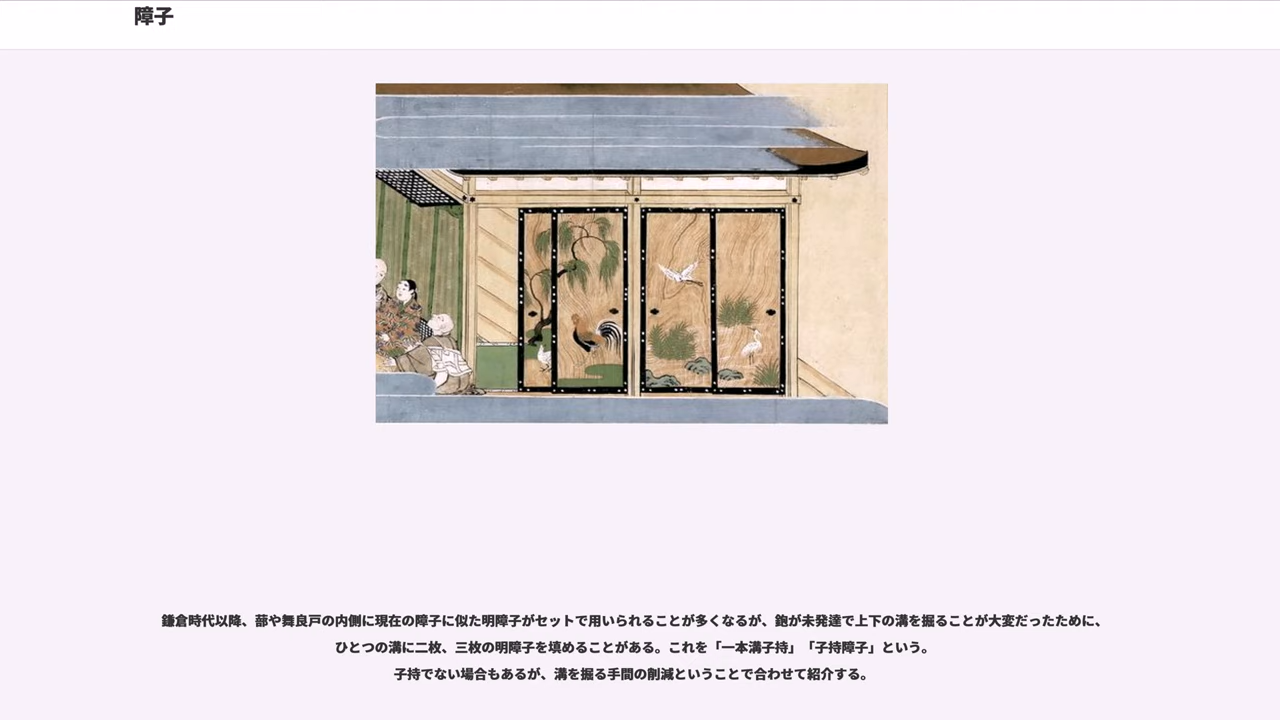 障子
鎌倉時代以降、蔀や舞良戸の内側に現在の障子に似た明障子がセットで用いられることが多くなるが、鉋が未発達で上下の溝を掘ることが大変だったために、
ひとつの溝に二枚、三枚の明障子を填めることがある。これを「一本溝子持」「子持障子」という。
子持でない場合もあるが、溝を掘る手間の削減ということで合わせて紹介する。